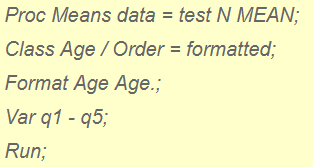 Proc Means data = test N MEAN;
Class Age / Order = formatted;
Format Age Age.;
Var q1 - q5;
Run;